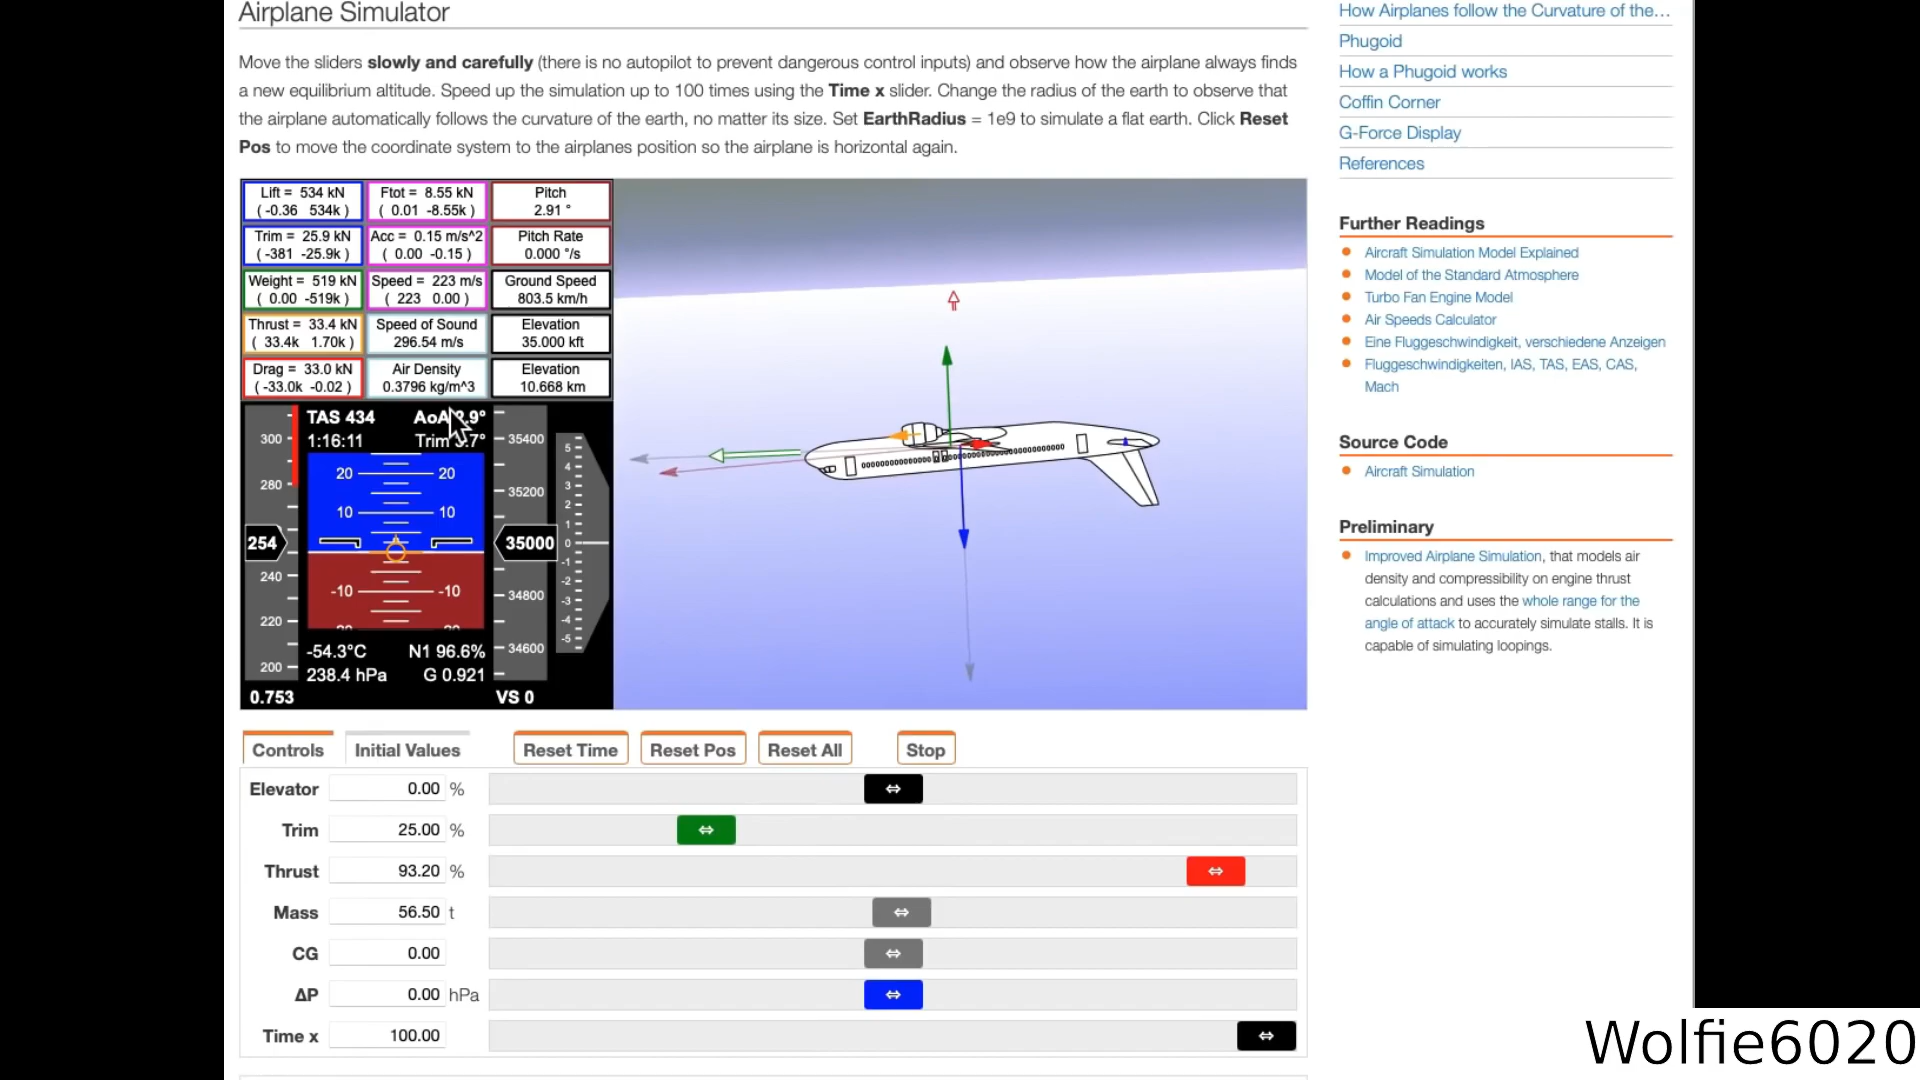 Airplane Simulator
Move the sliders slowly and carefully (there is no autopilot to prevent dangerous control inputs) and observe how the airplane always finds
a new equilibrium altitude. Speed up the simulation up to 100 times using the Time x slider. Change the radius of the earth to observe that
the airplane automatically follows the curvature of the earth, no matter its size. Set EarthRadius = 1e9 to simulate a flat earth. Click Reset
Pos to move the coordinate system to the airplanes position so the airplane is horizontal again.
Lift = 534 kN
( -0.36 534k )
Ftot = 8.55 kN
( 0.01 -8.55k )
Pitch
2.91 °
Trim = 25.9 kN
( -381 -25.9k )
Acc = 0.15 m/s^2
( 0.00 -0.15 )
Pitch Rate
0.000 °/s
Weight = 519 kN
( 0.00 -519k )
Speed = 223 m/s
( 223 0.00 )
Ground Speed
803.5 km/h
Thrust = 33.4 kN
( 33.4k 1.70k )
Speed of Sound
296.54 m/s
Elevation
35.000 kft
Drag = 33.0 kN
( -33.0k -0.02 )
Air Density
0.3796 kg/m^3
Elevation
10.668 km
TAS 434
1:16:11
300
280
254
240
220
200
0.753
20 20
10 10
-10 -10
-54.3°C N1 96.6%
238.4 hPa G 0.921
35400
35200
35000
34800
34600
VS 0
5
4
3
2
1
0
-1
-2
-3
-4
-5
Controls
Initial Values
Reset Time
Reset Pos
Reset All
Stop
Elevator 0.00 %
Trim 25.00 %
Thrust 93.20 %
Mass 56.50 t
CG 0.00
ΔP 0.00 hPa
Time x 100.00
How Airplanes follow the Curvature of the…
Phugoid
How a Phugoid works
Coffin Corner
G-Force Display
References
Further Readings
Aircraft Simulation Model Explained
Model of the Standard Atmosphere
Turbo Fan Engine Model
Air Speeds Calculator
Eine Fluggeschwindigkeit, verschiedene Anzeigen
Fluggeschwindigkeiten, IAS, TAS, EAS, CAS,
Mach
Source Code
Aircraft Simulation
Preliminary
Improved Airplane Simulation, that models air
density and compressibility on engine thrust
calculations and uses the whole range for the
angle of attack to accurately simulate stalls. It is
capable of simulating loopings.
Wolfie6020